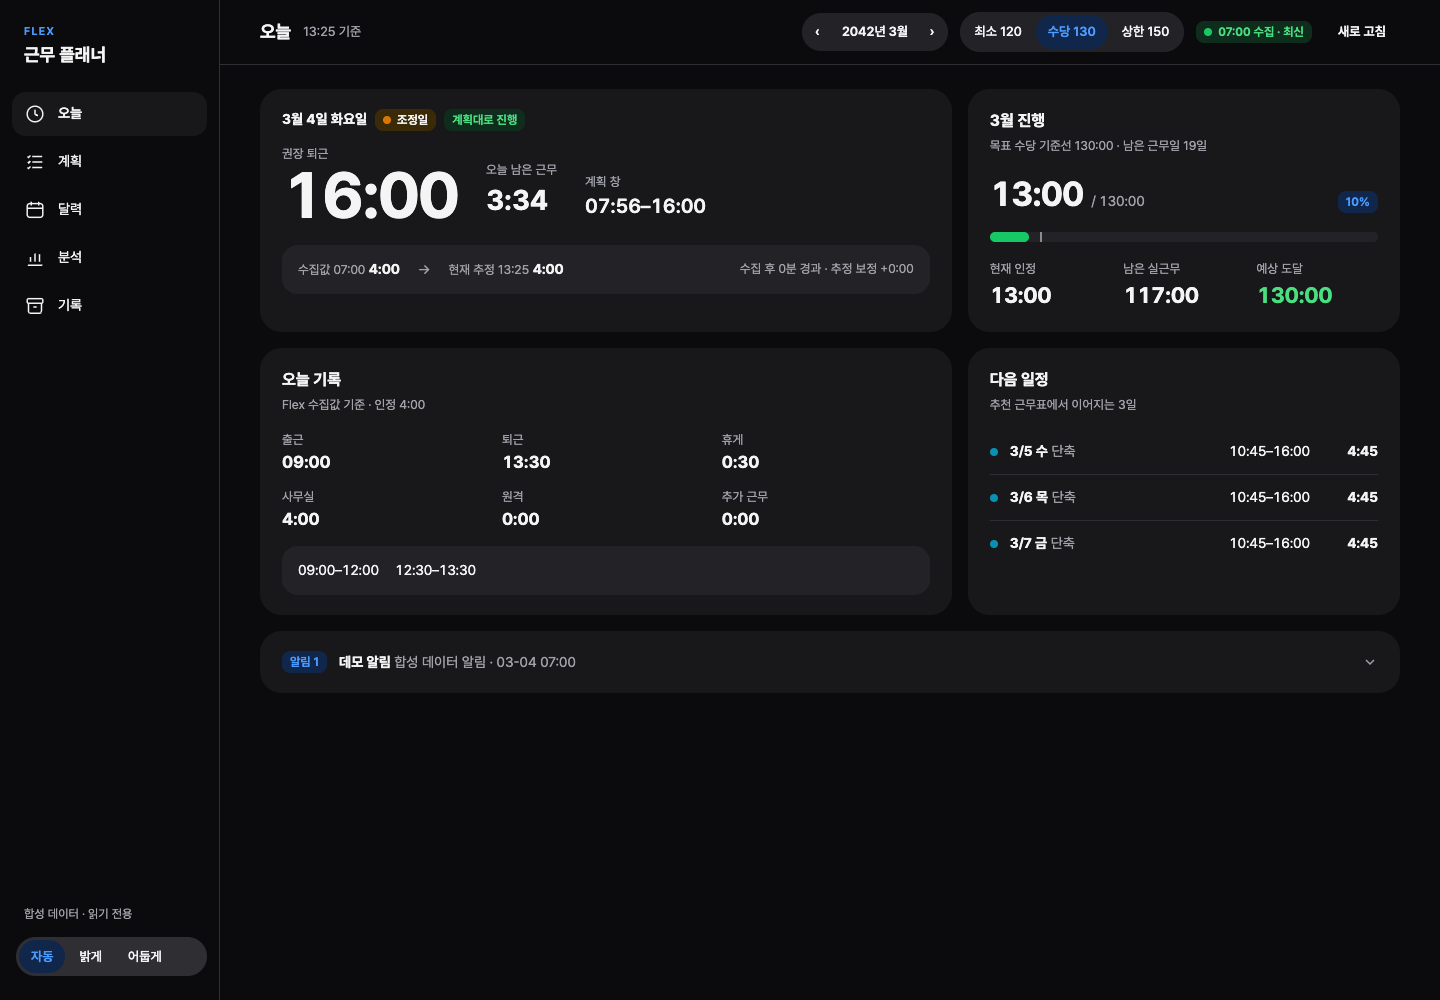 FLEX
근무 플래너
오늘
계획
달력
분석
기록
합성 데이터 · 읽기 전용
자동 밝게 어둡게
오늘 13:25 기준
‹ 2042년 3월 ›
최소 120 수당 130 상한 150
07:00 수집 · 최신
새로 고침
3월 4일 화요일 조정일 계획대로 진행
권장 퇴근
16:00
오늘 남은 근무
3:34
계획 창
07:56–16:00
수집값 07:00 4:00 → 현재 추정 13:25 4:00
수집 후 0분 경과 · 추정 보정 +0:00
3월 진행
목표 수당 기준선 130:00 · 남은 근무일 19일
13:00 / 130:00
10%
현재 인정 남은 실근무 예상 도달
13:00 117:00 130:00
오늘 기록
Flex 수집값 기준 · 인정 4:00
출근 퇴근 휴게
09:00 13:30 0:30
사무실 원격 추가 근무
4:00 0:00 0:00
09:00–12:00 12:30–13:30
다음 일정
추천 근무표에서 이어지는 3일
3/5 수 단축 10:45–16:00 4:45
3/6 목 단축 10:45–16:00 4:45
3/7 금 단축 10:45–16:00 4:45
알림 1 데모 알림 합성 데이터 알림 · 03-04 07:00